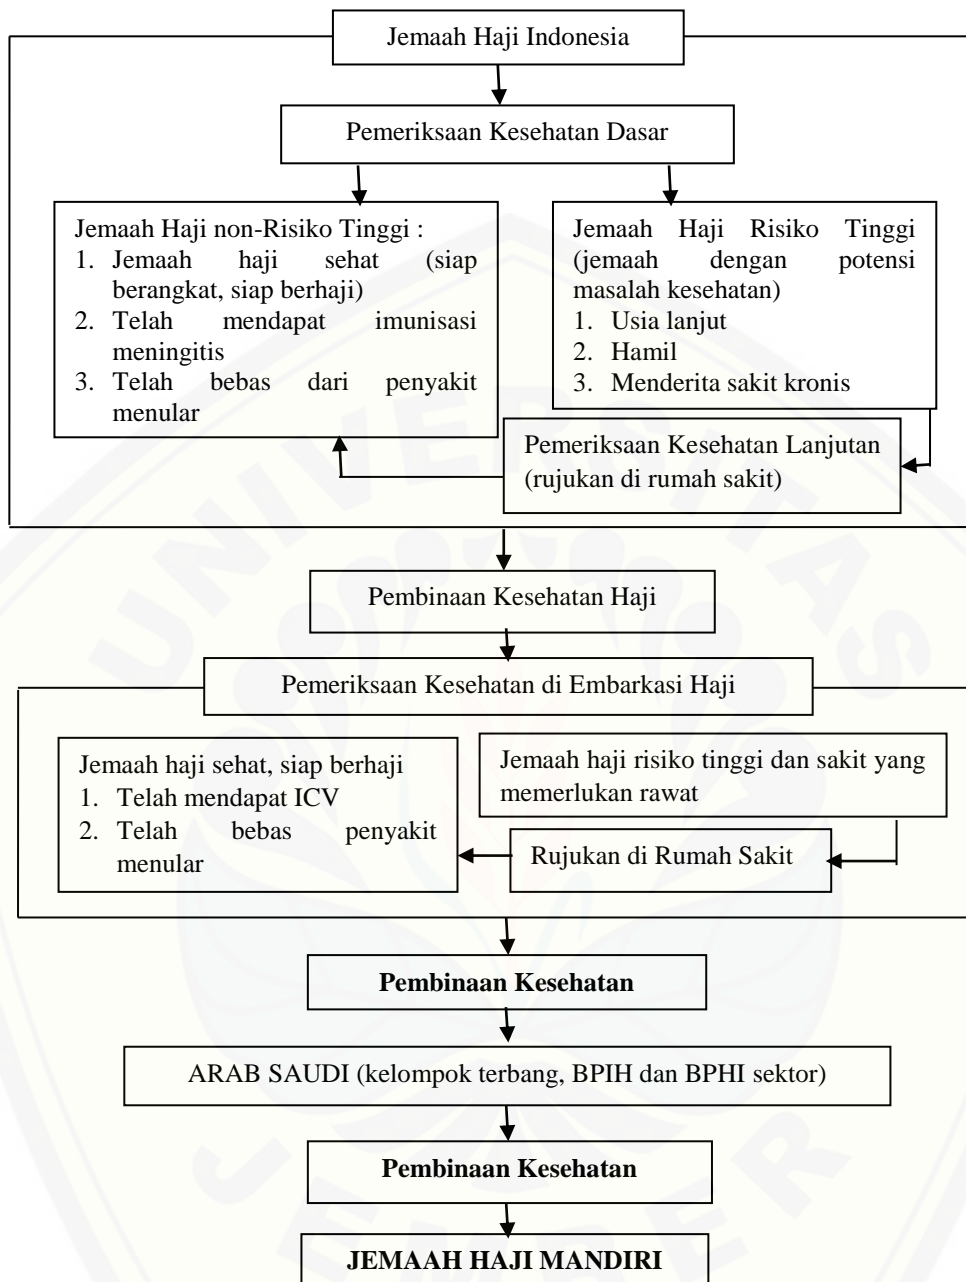 Jemaah Haji Indonesia
Pemeriksaan Kesehatan Dasar
Jemaah Haji non-Risiko Tinggi :
1. Jemaah haji sehat (siap
berangkat, siap berhaji)
2. Telah mendapat imunisasi
meningitis
3. Telah bebas dari penyakit
menular
Jemaah Haji Risiko Tinggi
(jemaah dengan potensi
masalah kesehatan)
1. Usia lanjut
2. Hamil
3. Menderita sakit kronis
Pemeriksaan Kesehatan Lanjutan
(rujukan di rumah sakit)
Pembinaan Kesehatan Haji
Pemeriksaan Kesehatan di Embarkasi Haji
Jemaah haji sehat, siap berhaji
1. Telah mendapat ICV
2. Telah bebas penyakit
menular
Jemaah haji risiko tinggi dan sakit yang
memerlukan rawat
Rujukan di Rumah Sakit
Pembinaan Kesehatan
ARAB SAUDI (kelompok terbang, BPIH dan BPHI sektor)
Pembinaan Kesehatan
JEMAAH HAJI MANDIRI
UNIVERSITAS
JEMBER